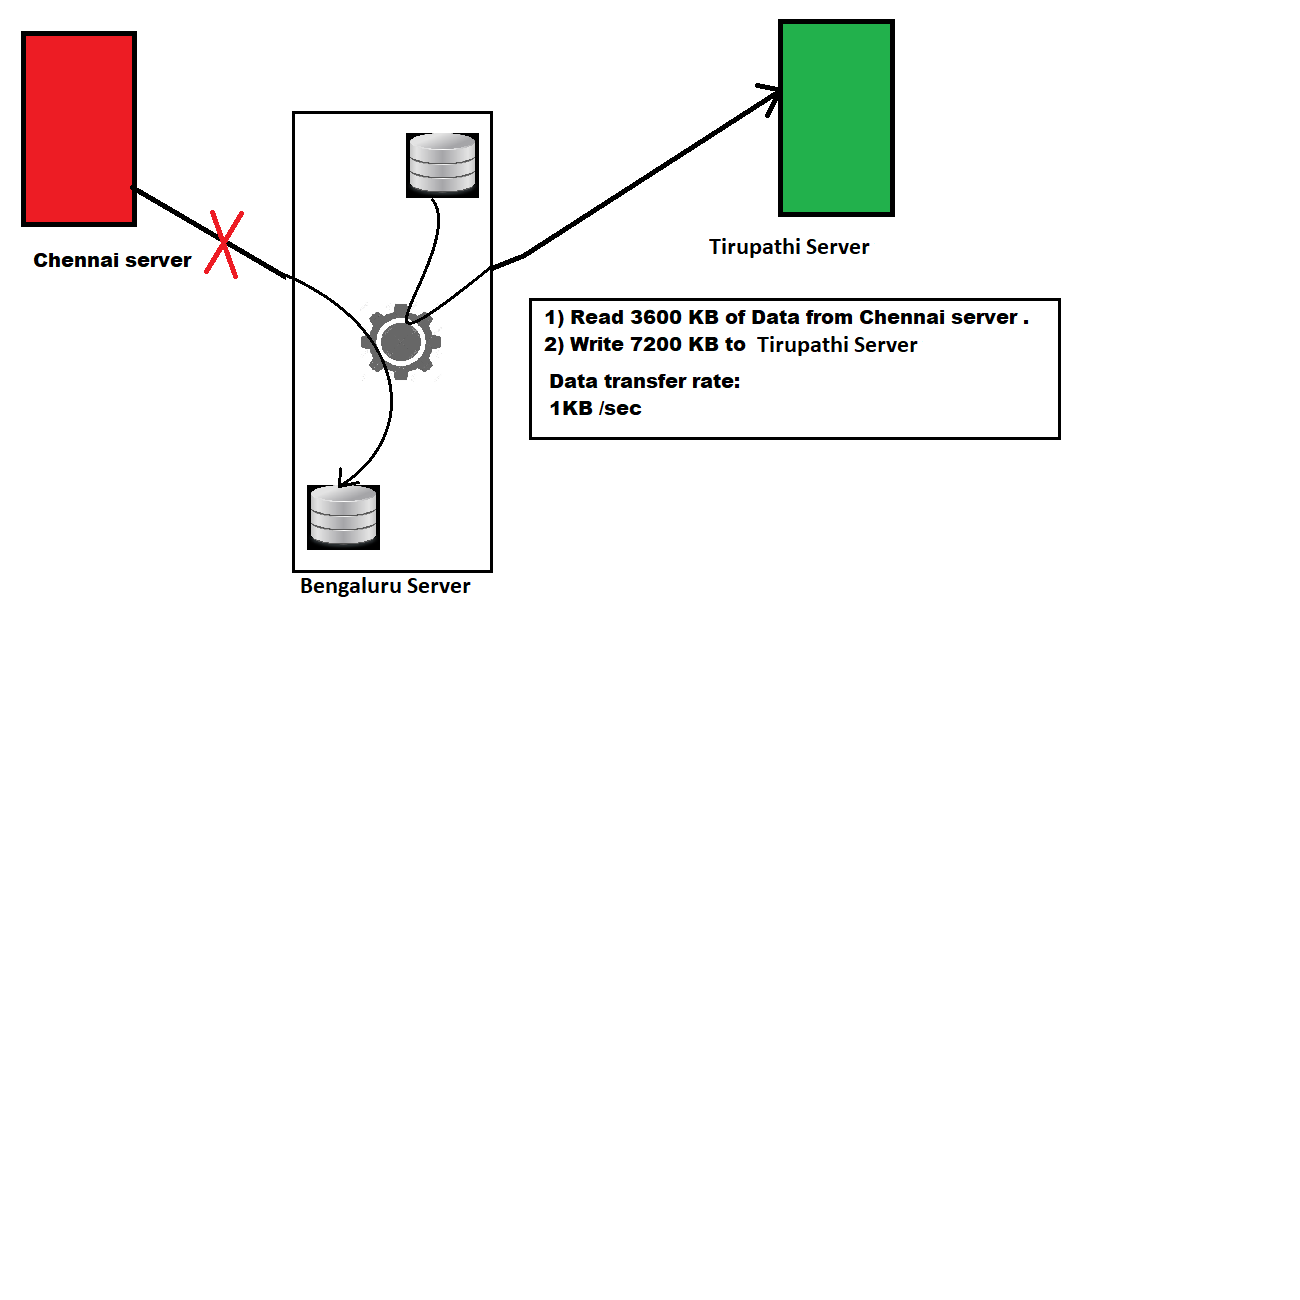 Chennai server
Tirupathi Server
1) Read 3600 KB of Data from Chennai server .
2) Write 7200 KB to Tirupathi Server
Data transfer rate:
1KB /sec
Bengaluru Server